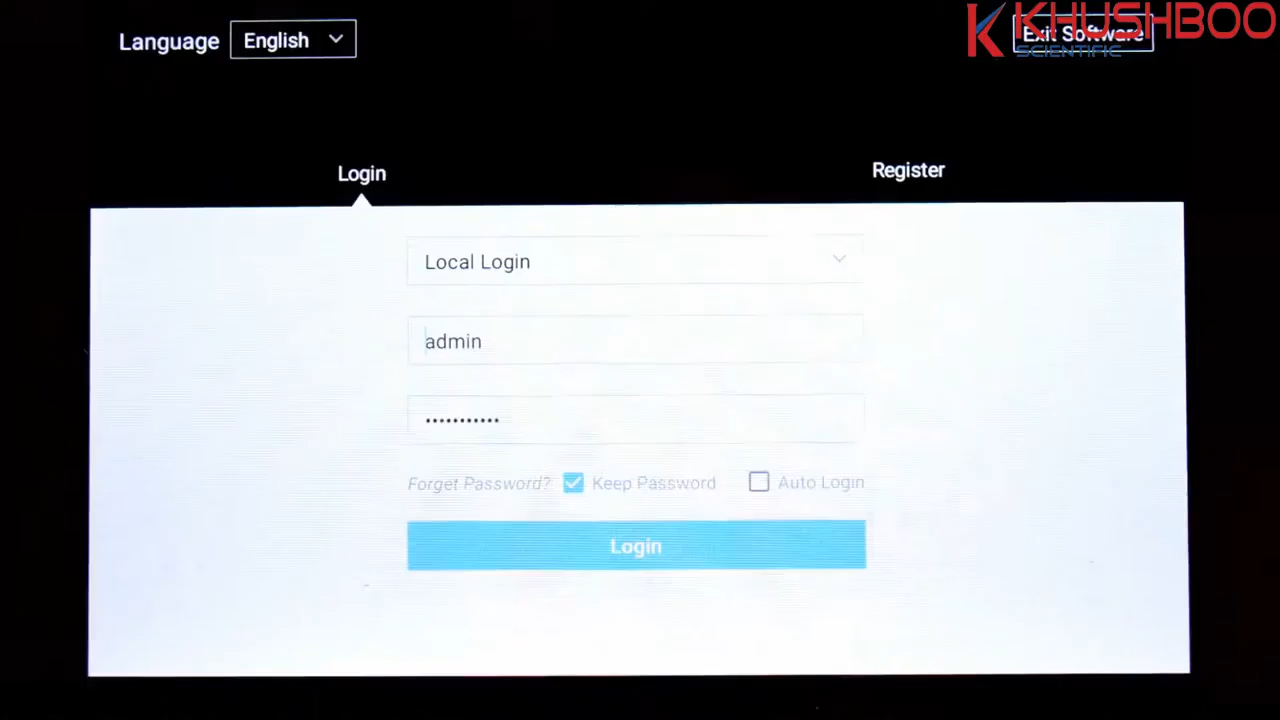 Language English
KHUSHBOO
Exit Software
SCIENTIFIC
Login
Register
Local Login
admin
•••••••••••
Forget Password? Keep Password Auto Login
Login